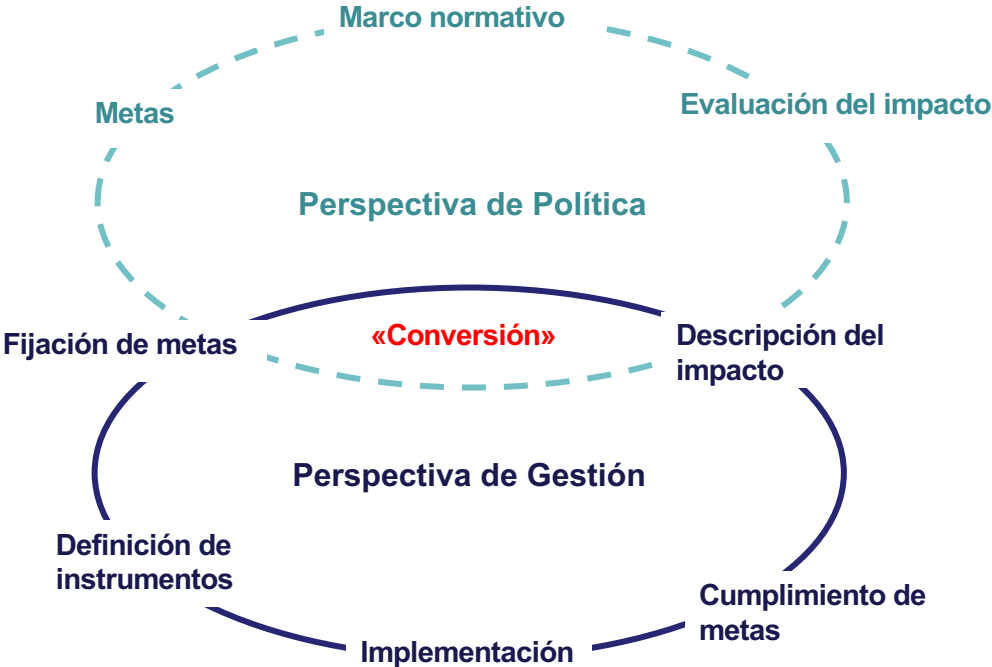 Marco normativo
Metas
Evaluación del impacto
Perspectiva de Política
Fijación de metas
«Conversión»
Descripción del
impacto
Perspectiva de Gestión
Definición de
instrumentos
Cumplimiento de
metas
Implementación